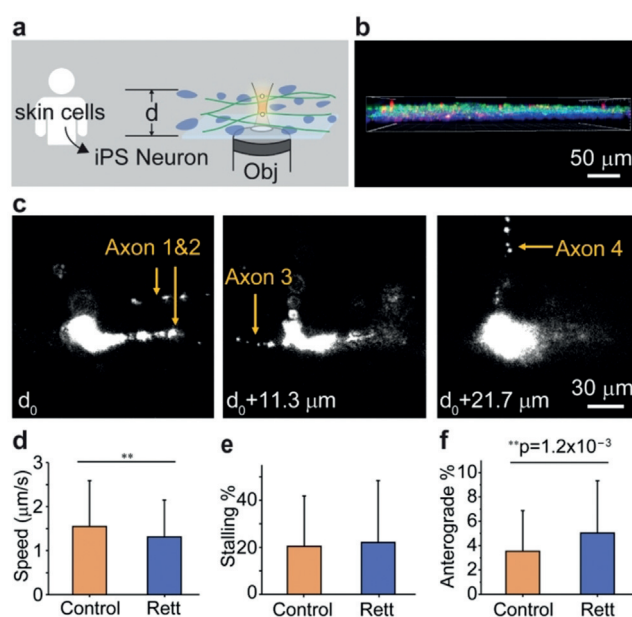 a
skin cells
iPS Neuron
d
Obj
b
50 μm
c
Axon 1&2
d₀
Axon 3
d₀+11.3 μm
Axon 4
d₀+21.7 μm
30 μm
d
Speed (μm/s)
3
2
1
0
**
Control Rett
e
Stalling %
40
20
0
Control Rett
f
**p=1.2x10⁻³
Anterograde %
10
8
6
4
2
0
Control Rett